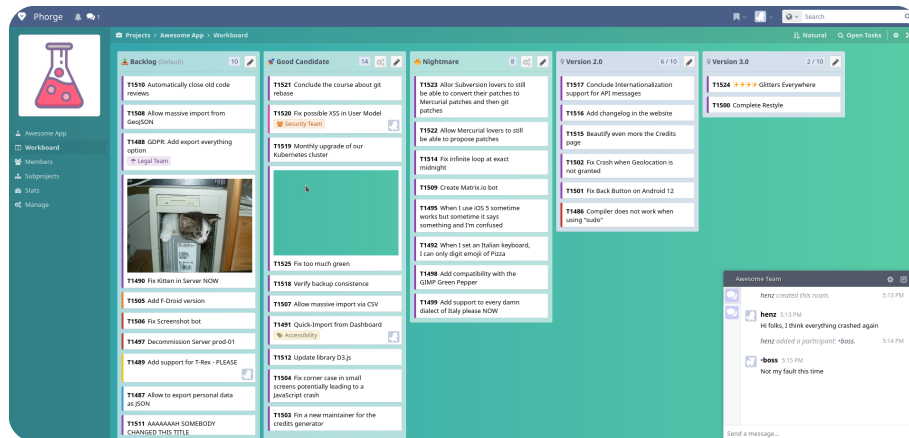 Phorge
1
Search
Projects > Awesome App > Workboard
Natural
Open Tasks
Awesome App
Workboard
Members
Subprojects
Stats
Manage
Backlog (Default)
10
T1510 Automatically close old code
reviews
T1508 Allow massive import from
GeoJSON
T1488 GDPR: Add export everything
option
Legal Team
T1490 Fix Kitten in Server NOW
T1505 Add F-Droid version
T1506 Fix Screenshot bot
T1497 Decommission Server prod-01
T1489 Add support for T-Rex - PLEASE
T1487 Allow to export personal data
as JSON
T1511 AAAAAAAH SOMEBODY
CHANGED THIS TITLE
Good Candidate
14
T1521 Conclude the course about git
rebase
T1520 Fix possible XSS in User Model
Security Team
T1519 Monthly upgrade of our
Kubernetes cluster
T1525 Fix too much green
T1518 Verify backup consistence
T1507 Allow massive import via CSV
T1491 Quick-Import from Dashboard
Accessibility
T1512 Update library D3.js
T1504 Fix corner case in small
screens potentially leading to a
JavaScript crash
T1503 Fin a new maintainer for the
credits generator
Nightmare
8
T1523 Allor Subversion lovers to still
be able to convert their patches to
Mercurial patches and then git
patches
T1522 Allow Mercurial lovers to still
be able to propose patches
T1514 Fix infinite loop at exact
midnight
T1509 Create Matrix.io bot
T1495 When I use iOS 5 sometime
works but sometime it says
something and I'm confused
T1492 When I set an Italian keyboard,
I can only digit emoji of Pizza
T1498 Add compatibility with the
GIMP Green Pepper
T1499 Add support to every damn
dialect of Italy please NOW
Version 2.0
6 / 10
T1517 Conclude Internationalization
support for API messages
T1516 Add changelog in the website
T1515 Beautify even more the Credits
page
T1502 Fix Crash when Geolocation is
not granted
T1501 Fix Back Button on Android 12
T1486 Compiler does not work when
using "sudo"
Version 3.0
2 / 10
T1524 ✨✨✨✨ Glitters Everywhere
T1500 Complete Restyle
Awesome Team
henz created this room. 5:13 PM
henz 5:13 PM
Hi folks, I think everything crashed again
henz added a participant: •boss. 5:14 PM
•boss 5:15 PM
Not my fault this time
Send a message...